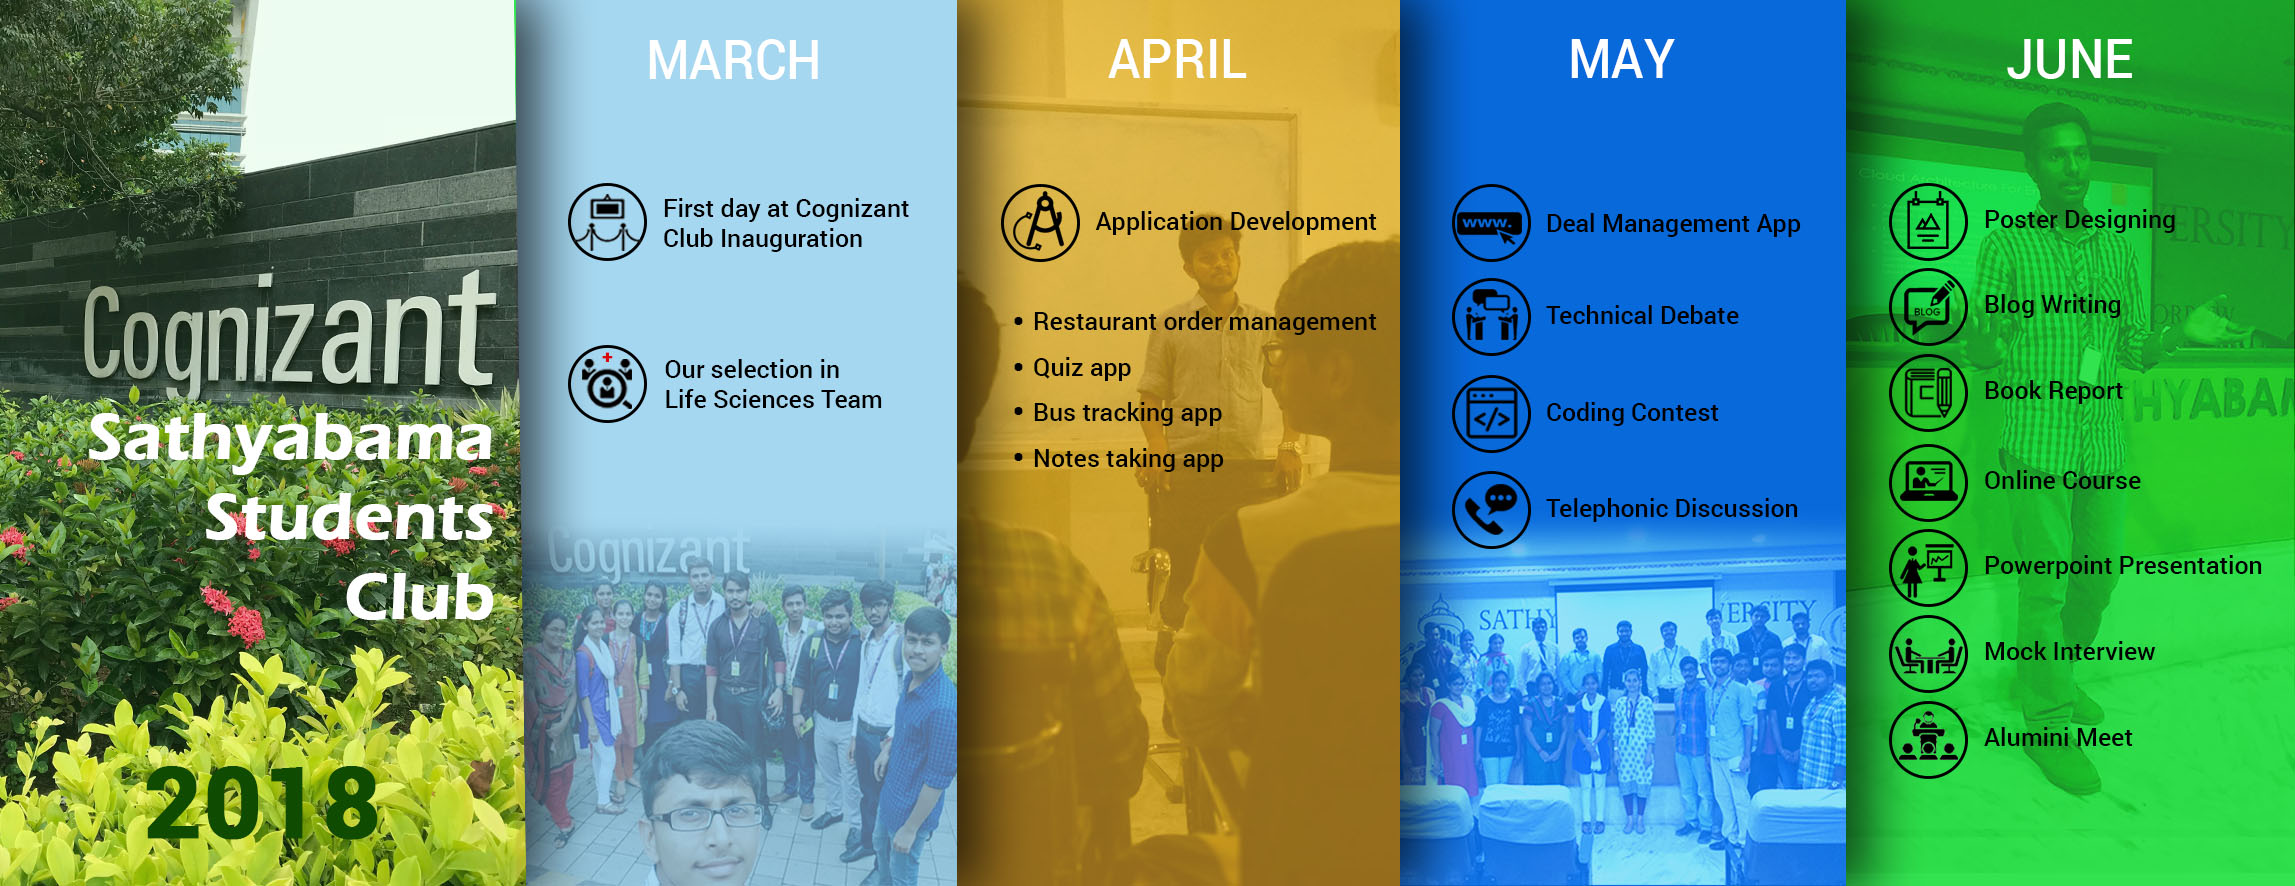 Cognizant
Sathyabama
Students
Club
2018
MARCH
First day at Cognizant
Club Inauguration
Our selection in
Life Sciences Team
Cognizant
APRIL
Application Development
• Restaurant order management
• Quiz app
• Bus tracking app
• Notes taking app
MAY
www.
Deal Management App
Technical Debate
</>
Coding Contest
Telephonic Discussion
JUNE
Cloud Architecture For
Poster Designing
BLOG
Blog Writing
Book Report
Online Course
Powerpoint Presentation
Mock Interview
Alumini Meet